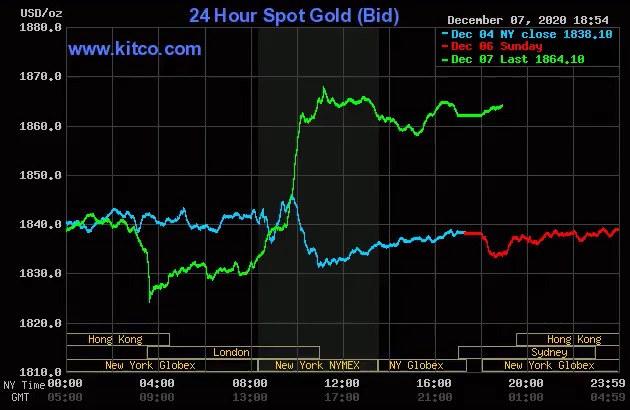 USD/oz 24 Hour Spot Gold (Bid)
December 07, 2020 18:54
www.kitco.com
Dec 04 NY close 1838.10
Dec 06 Sunday
Dec 07 Last 1864.10
1880.0
1870.0
1860.0
1850.0
1840.0
1830.0
1820.0
1810.0
Hong Kong Hong Kong
London Sydney
New York Globex New York NYMEX NY Globex New York Globex
NY Time 00:00 04:00 08:00 12:00 16:00 20:00 23:59
GMT 05:00 09:00 13:00 17:00 21:00 01:00 04:59